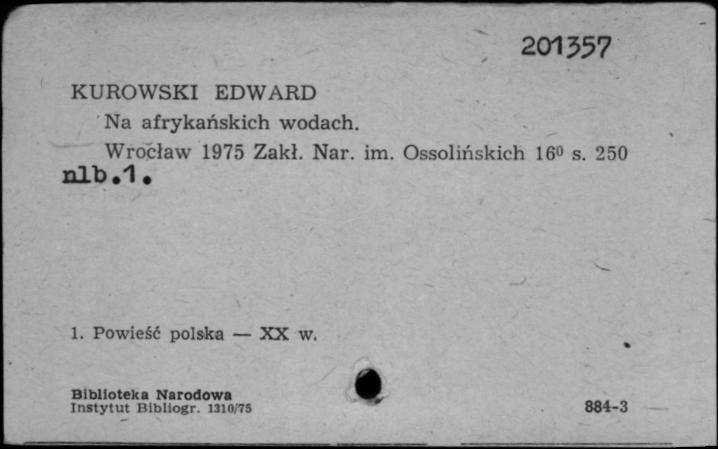 201357
KUROWSKI EDWARD
Na afrykańskich wodach.
Wrocław 1975 Zakł. Nar. im. Ossolińskich 16⁰ s. 250
nlb.1.
1. Powieść polska — XX w.
Biblioteka Narodowa
Instytut Bibliogr. 1310/75
884-3